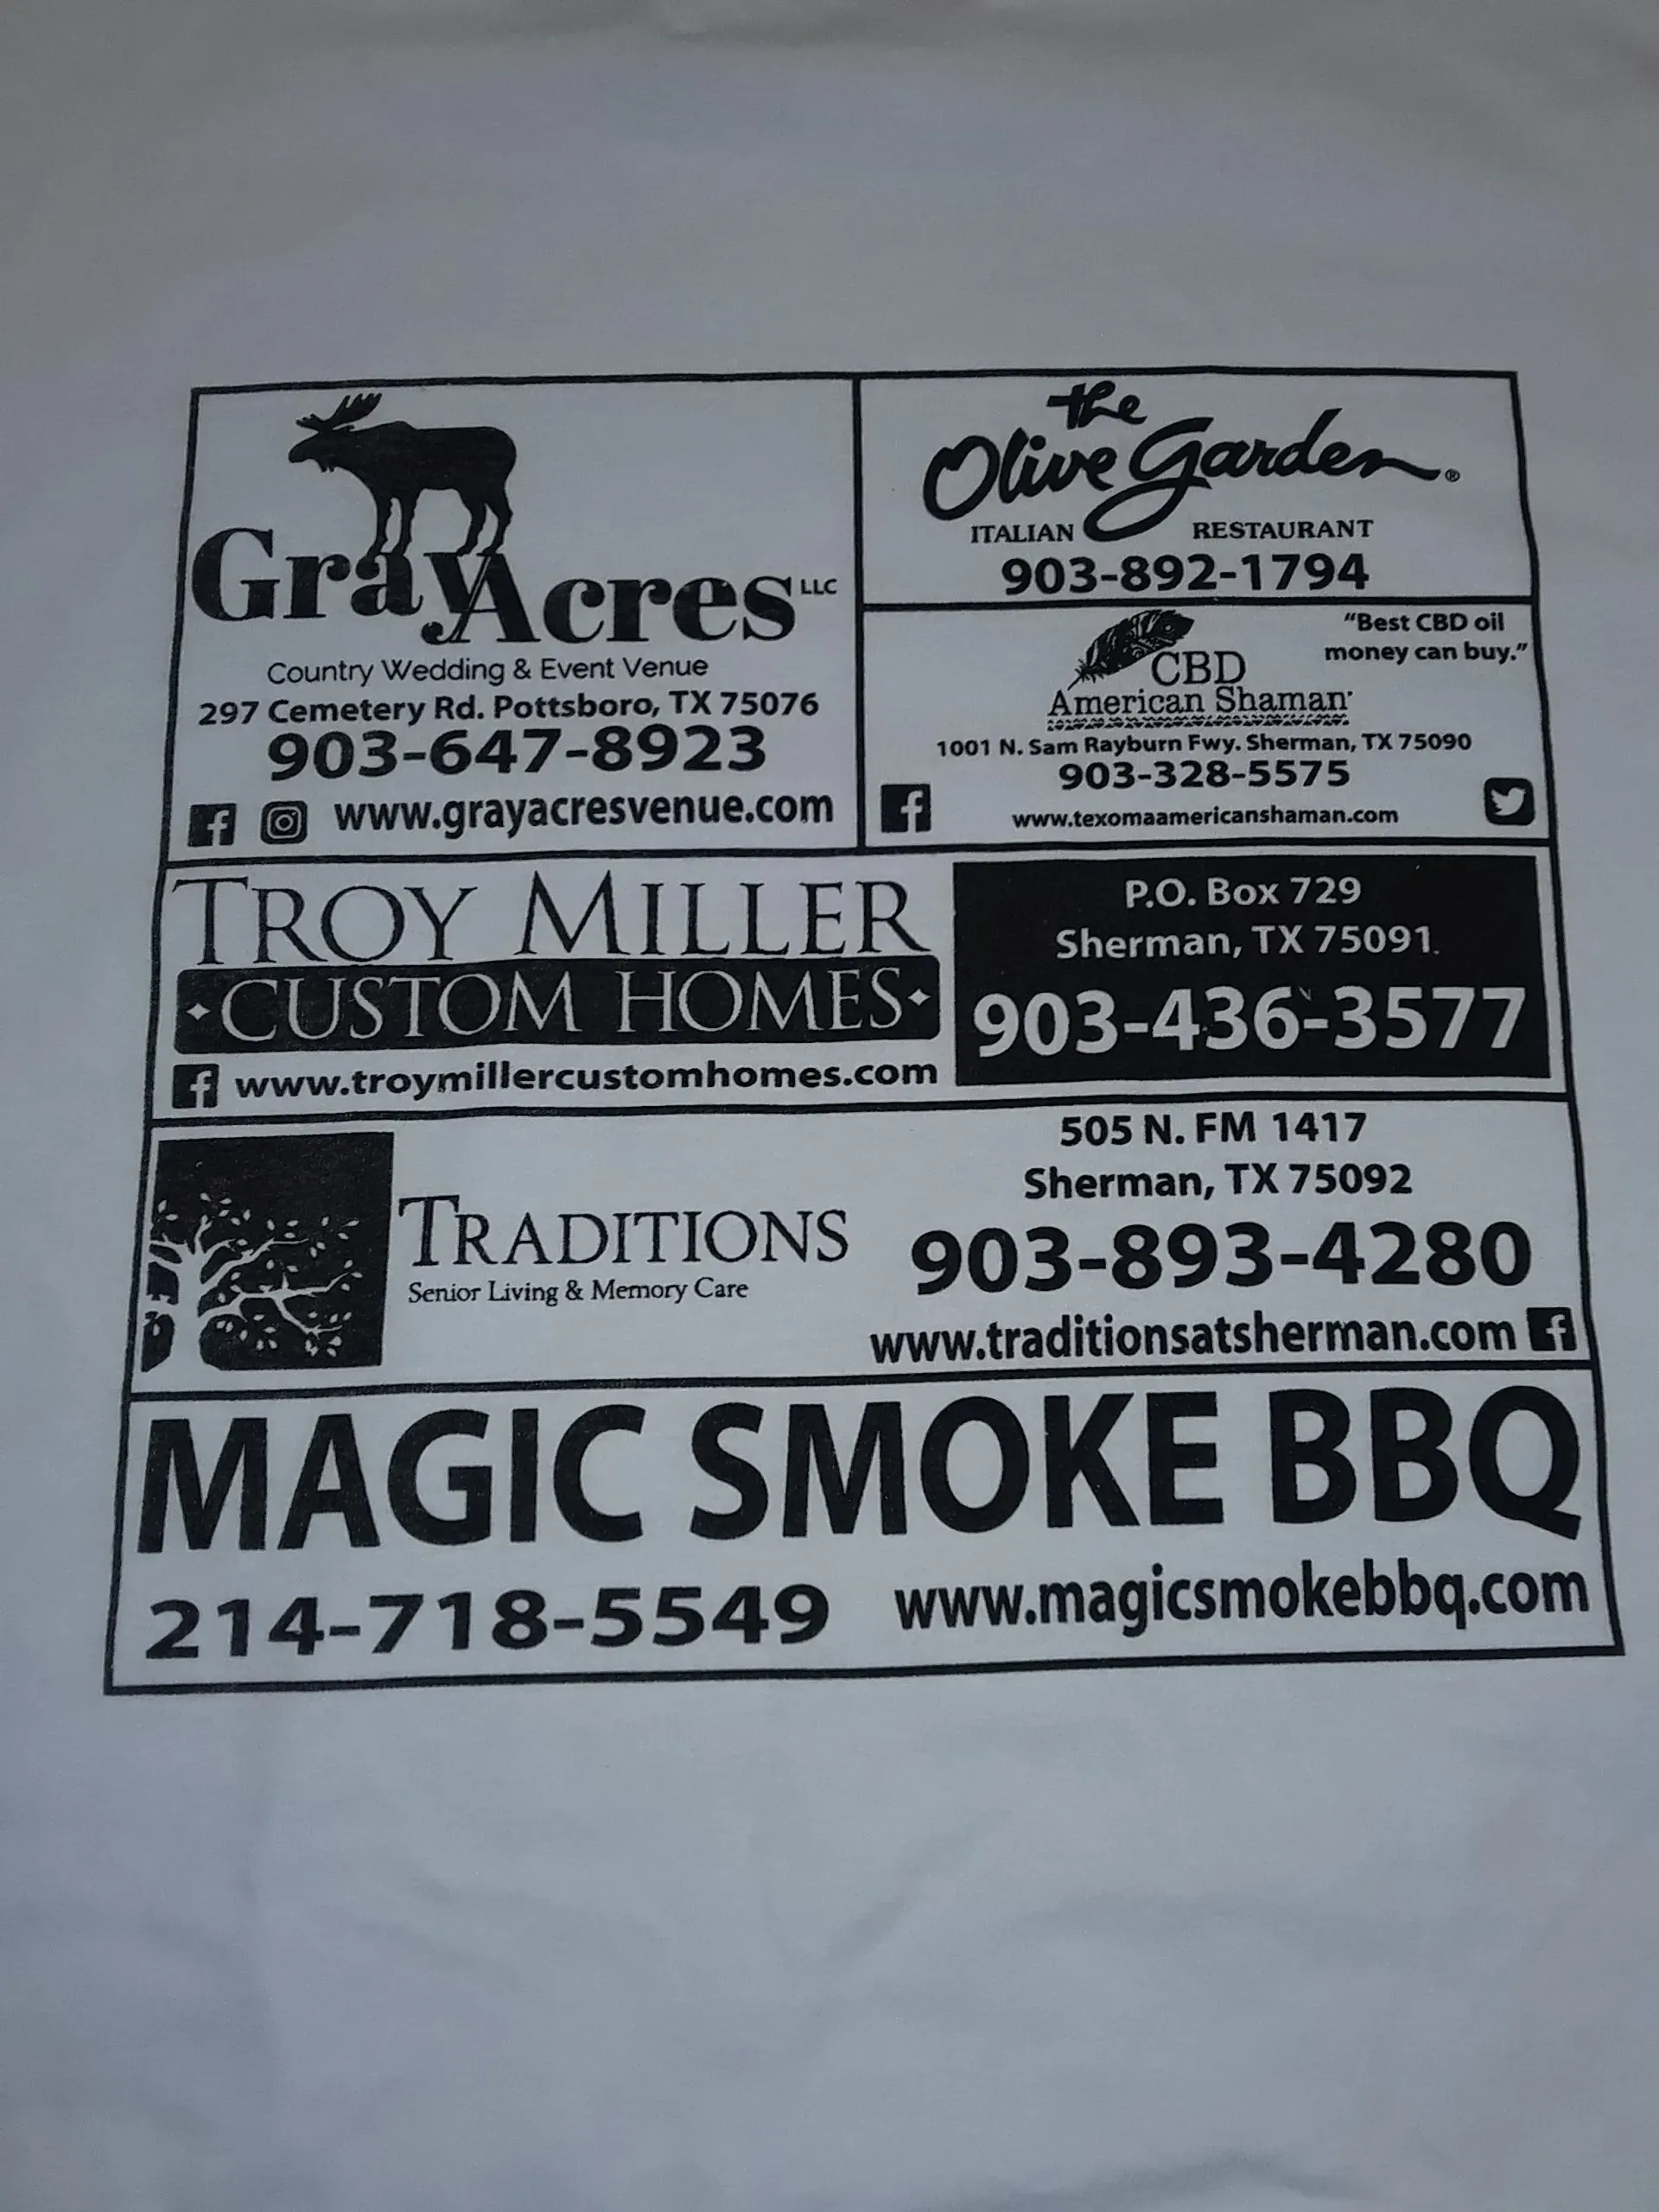 GrayAcres LLC
Country Wedding & Event Venue
297 Cemetery Rd. Pottsboro, TX 75076
903-647-8923
www.grayacresvenue.com
the
Olive Garden®
ITALIAN RESTAURANT
903-892-1794
"Best CBD oil
money can buy."
CBD
American Shaman
1001 N. Sam Rayburn Fwy. Sherman, TX 75090
903-328-5575
www.texomaamericanshaman.com
TROY MILLER
CUSTOM HOMES
www.troymillercustomhomes.com
P.O. Box 729
Sherman, TX 75091
903-436-3577
TRADITIONS
Senior Living & Memory Care
505 N. FM 1417
Sherman, TX 75092
903-893-4280
www.traditionsatsherman.com
MAGIC SMOKE BBQ
214-718-5549 www.magicsmokebbq.com